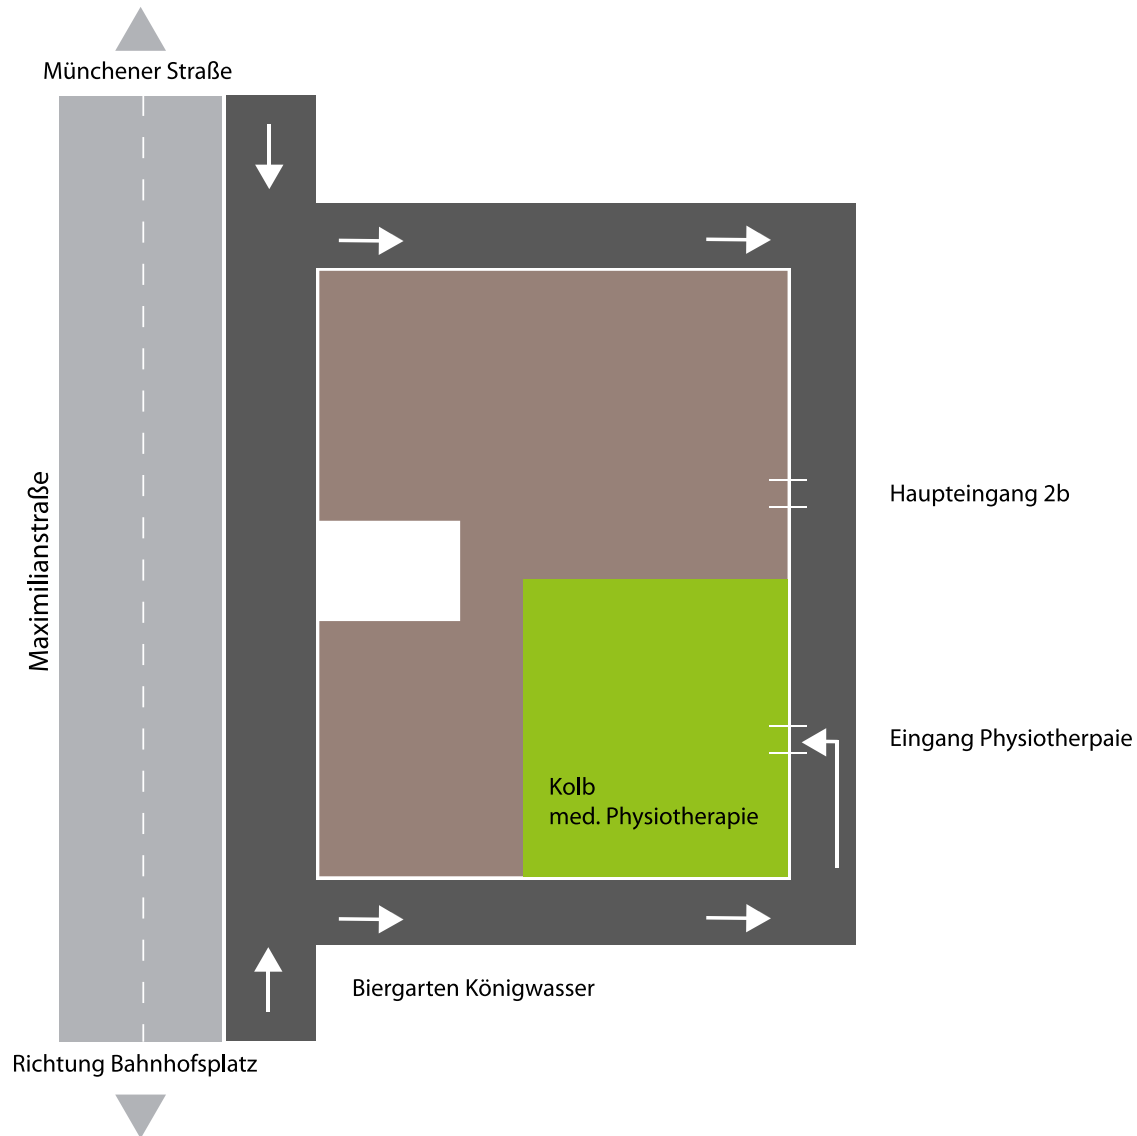 Münchener Straße
Maximilianstraße
Haupteingang 2b
Eingang Physiotherpaie
Kolb
med. Physiotherapie
Biergarten Königwasser
Richtung Bahnhofsplatz